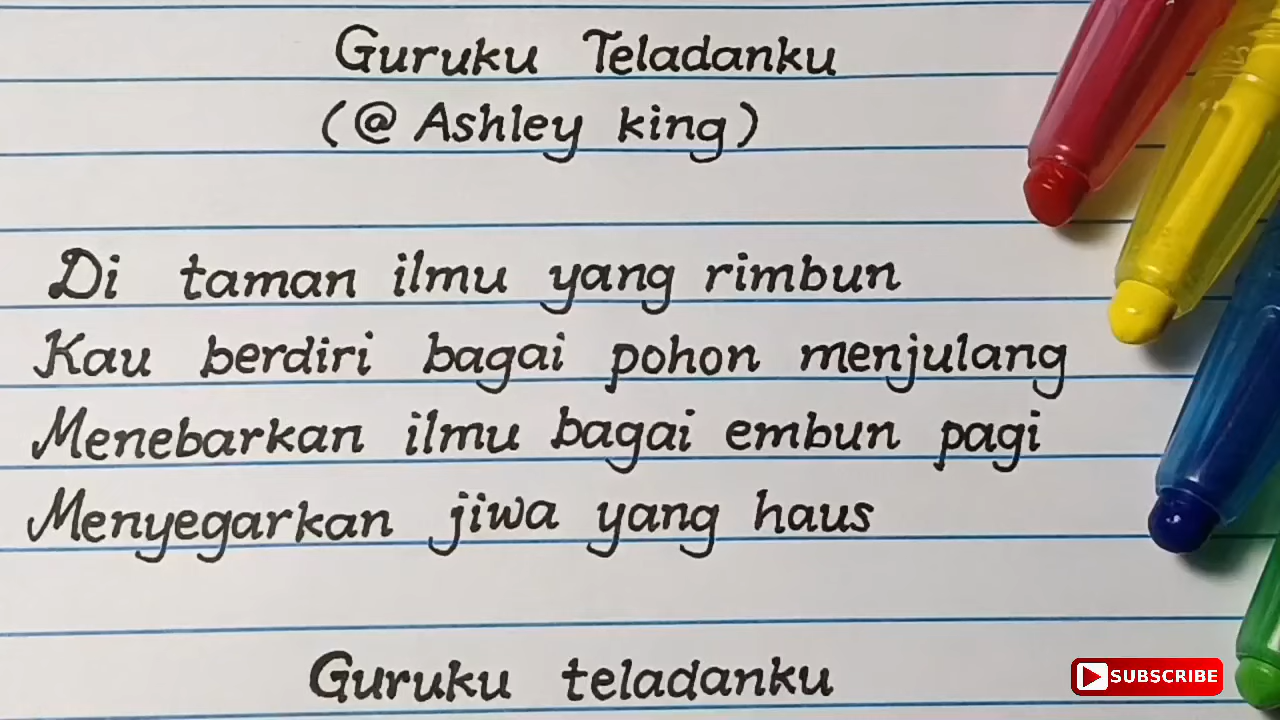 Guruku Teladanku
(@ Ashley king)
Di taman ilmu yang rimbun
Kau berdiri bagai pohon menjulang
Menebarkan ilmu bagai embun pagi
Menyegarkan jiwa yang haus
Guruku teladanku
SUBSCRIBE